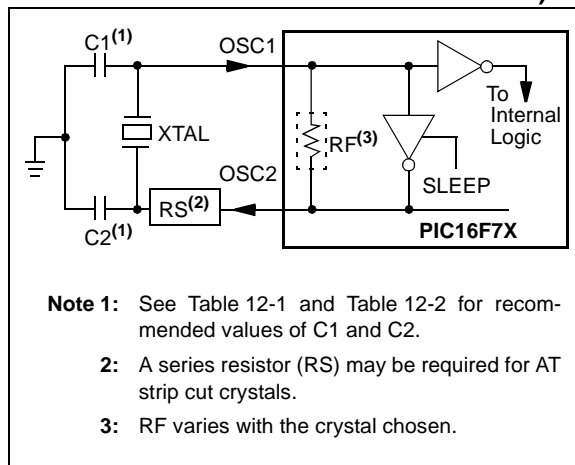 C1(1)
OSC1
To
Internal
Logic
XTAL
RF(3)
OSC2
SLEEP
RS(2)
C2(1)
PIC16F7X
Note 1: See Table 12-1 and Table 12-2 for recom-
mended values of C1 and C2.
2: A series resistor (RS) may be required for AT
strip cut crystals.
3: RF varies with the crystal chosen.